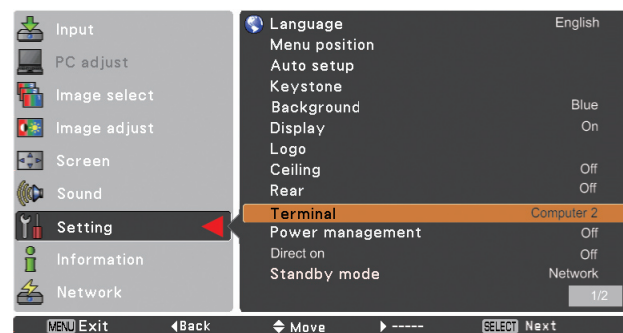 Input
PC adjust
Image select
Image adjust
Screen
Sound
Setting
Information
Network
Language English
Menu position
Auto setup
Keystone
Background Blue
Display On
Logo
Ceiling Off
Rear Off
Terminal Computer 2
Power management Off
Direct on Off
Standby mode Network
1/2
MENU Exit ◀Back ◆ Move ▶ ----- SELECT Next